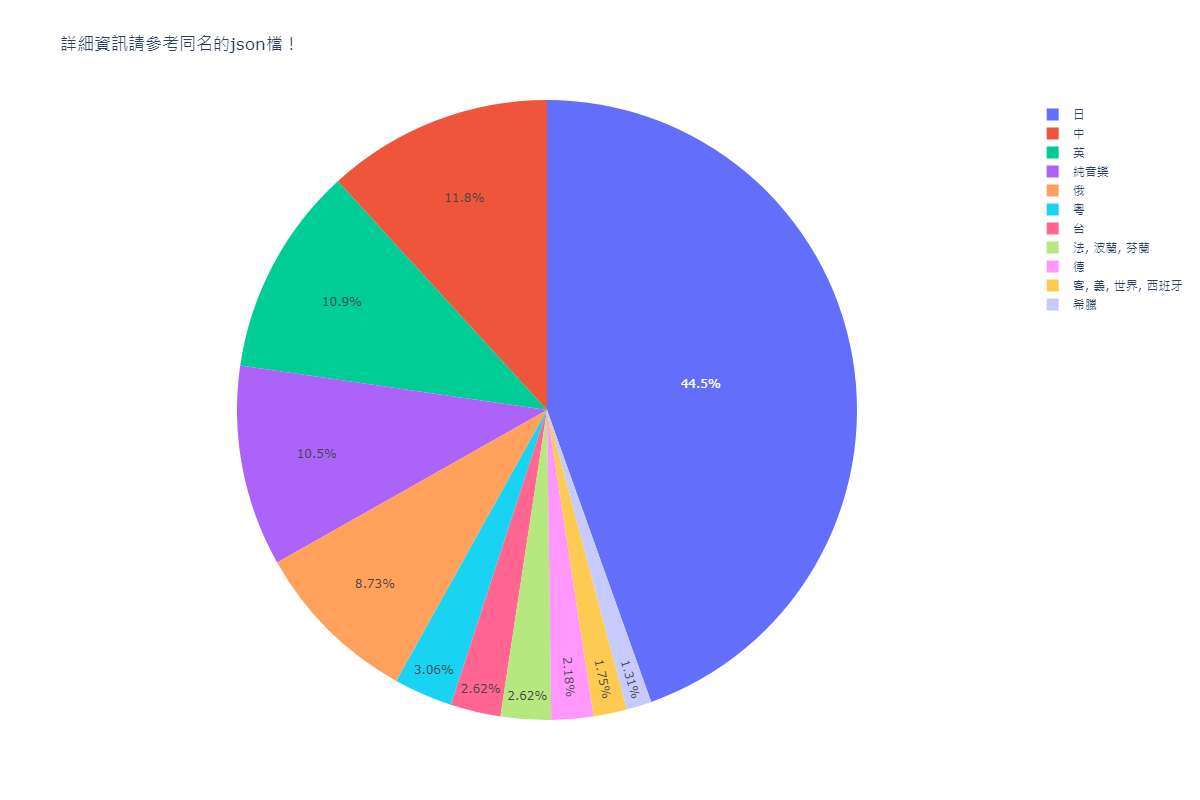 詳細資訊請參考同名的json檔！
日
中
英
純音樂
俄
粵
台
法, 波蘭, 芬蘭
德
客, 義, 世界, 西班牙
希臘
44.5%
11.8%
10.9%
10.5%
8.73%
3.06%
2.62%
2.62%
2.18%
1.75%
1.31%